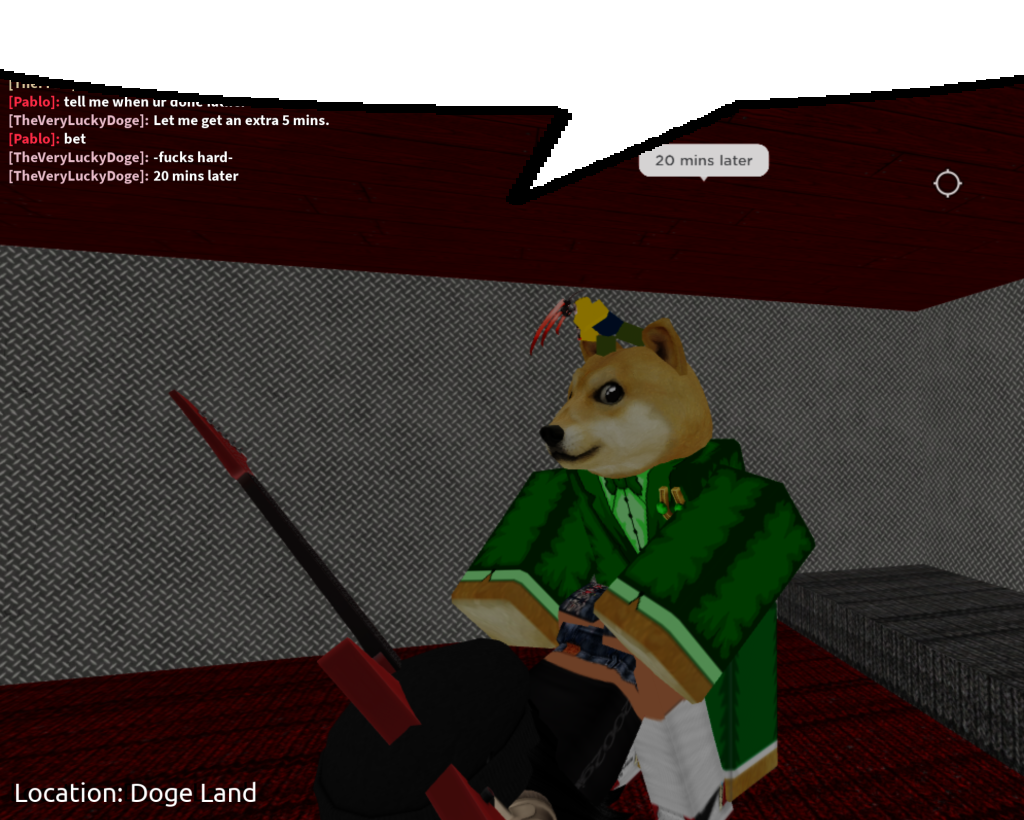 [Pablo]: tell me when ur done
[TheVeryLuckyDoge]: Let me get an extra 5 mins.
[Pablo]: bet
[TheVeryLuckyDoge]: -fucks hard-
[TheVeryLuckyDoge]: 20 mins later
20 mins later
Location: Doge Land